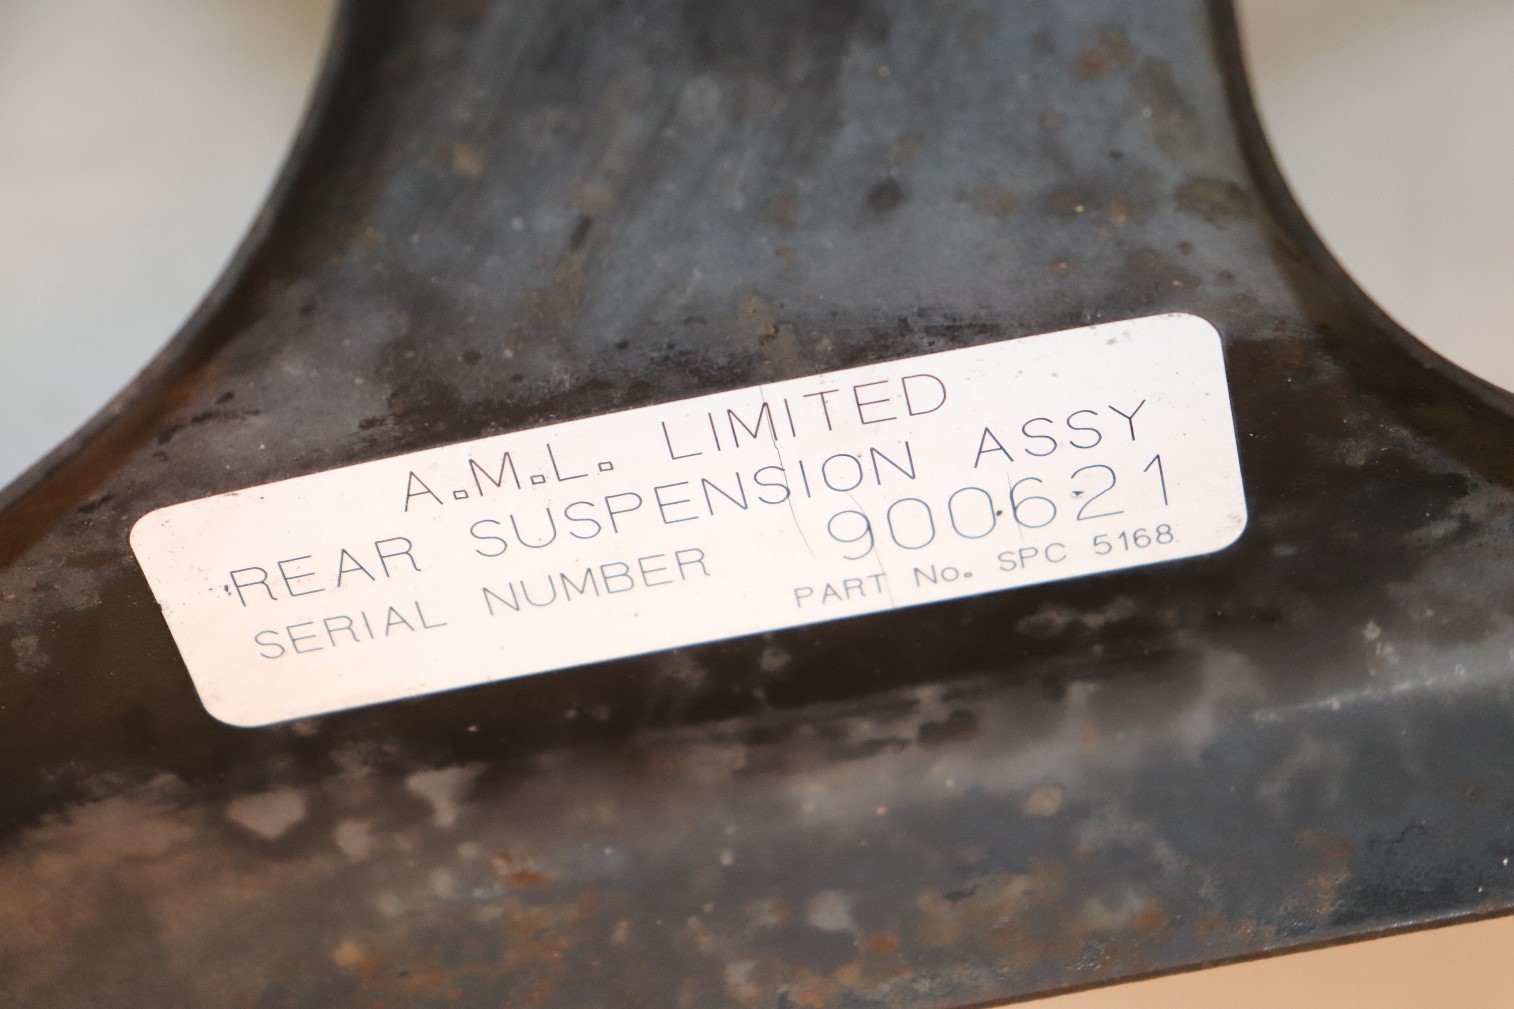 A.M.L. LIMITED
REAR SUSPENSION ASSY
SERIAL NUMBER 900621
PART No. SPC 5168